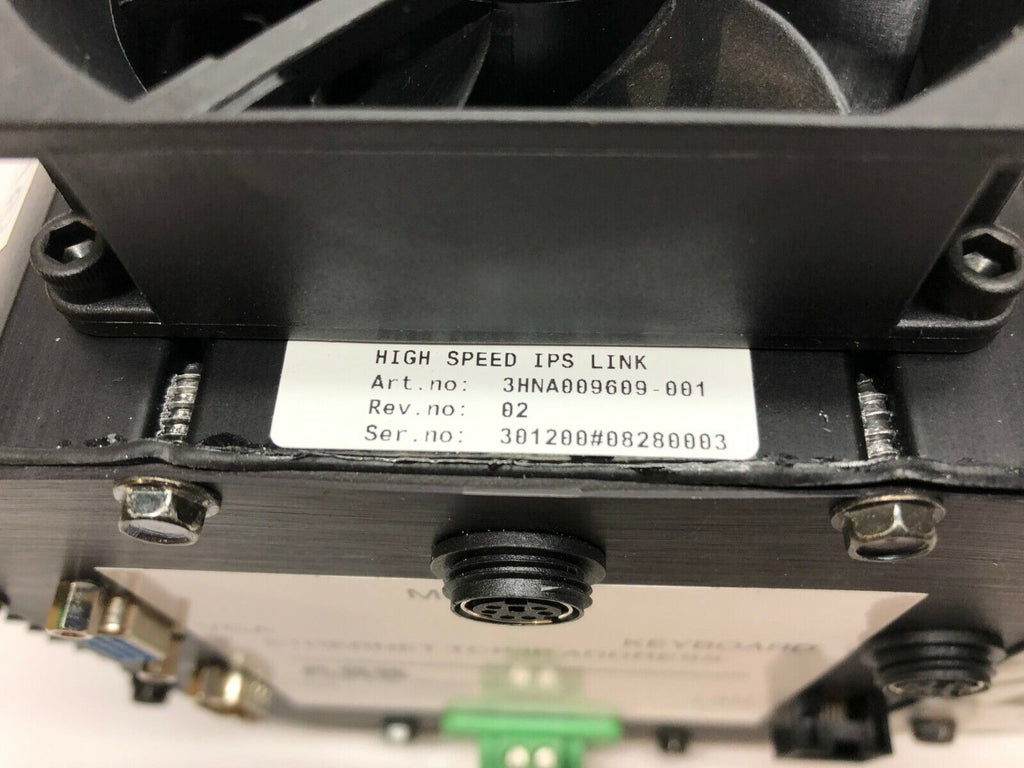 HIGH SPEED IPS LINK
Art.no: 3HNA009609-001
Rev.no: 02
Ser.no: 301200#08280003
KEYBOARD